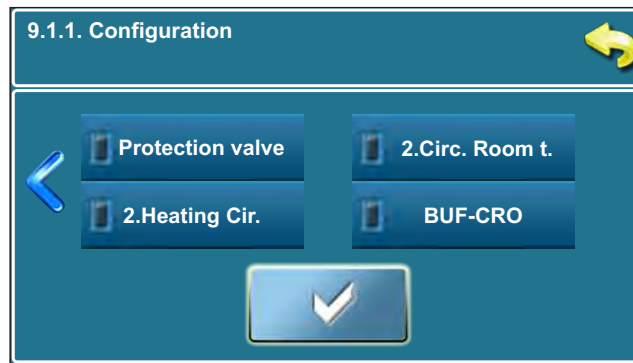 9.1.1. Configuration
Protection valve
2.Circ. Room t.
2.Heating Cir.
BUF-CRO